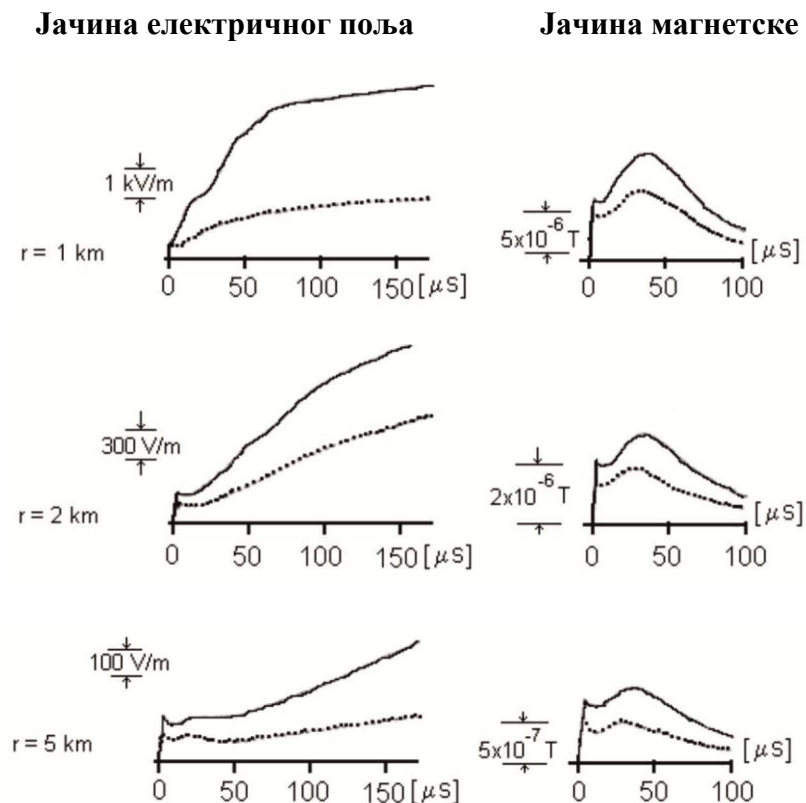 Јачина електричног поља Јачина магнетске
1 kV/m
r = 1 km
0 50 100 150 [μs]
5x10⁻⁶ T
[μs]
0 50 100
300 V/m
r = 2 km
0 50 100 150 [μs]
2x10⁻⁶ T
[μs]
0 50 100
100 V/m
r = 5 km
0 50 100 150 [μs]
5x10⁻⁷ T
[μs]
0 50 100